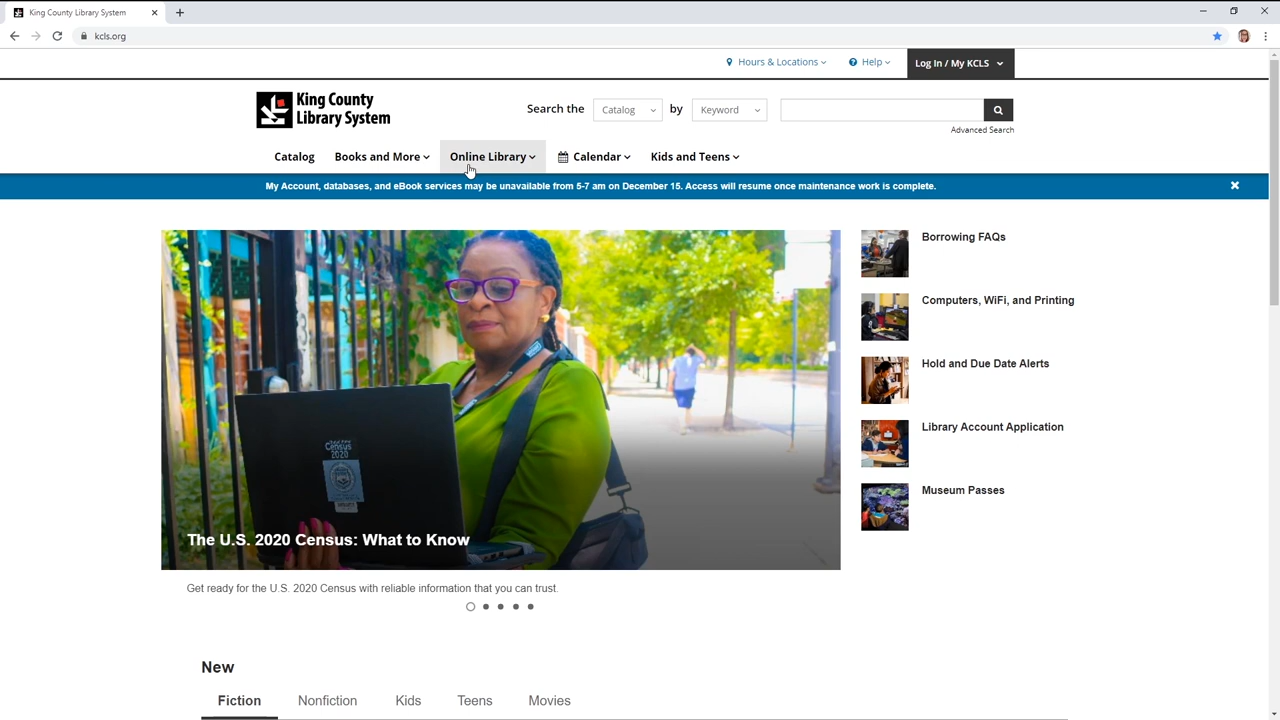 King County Library System
kcls.org
Hours & Locations
Help
Log In / My KCLS
King County
Library System
Search the
Catalog
by
Keyword
Advanced Search
Catalog
Books and More
Online Library
Calendar
Kids and Teens
My Account, databases, and eBook services may be unavailable from 5-7 am on December 15. Access will resume once maintenance work is complete.
Borrowing FAQs
Computers, WiFi, and Printing
Hold and Due Date Alerts
Library Account Application
Museum Passes
Census
2020
The U.S. 2020 Census: What to Know
Get ready for the U.S. 2020 Census with reliable information that you can trust.
New
Fiction
Nonfiction
Kids
Teens
Movies